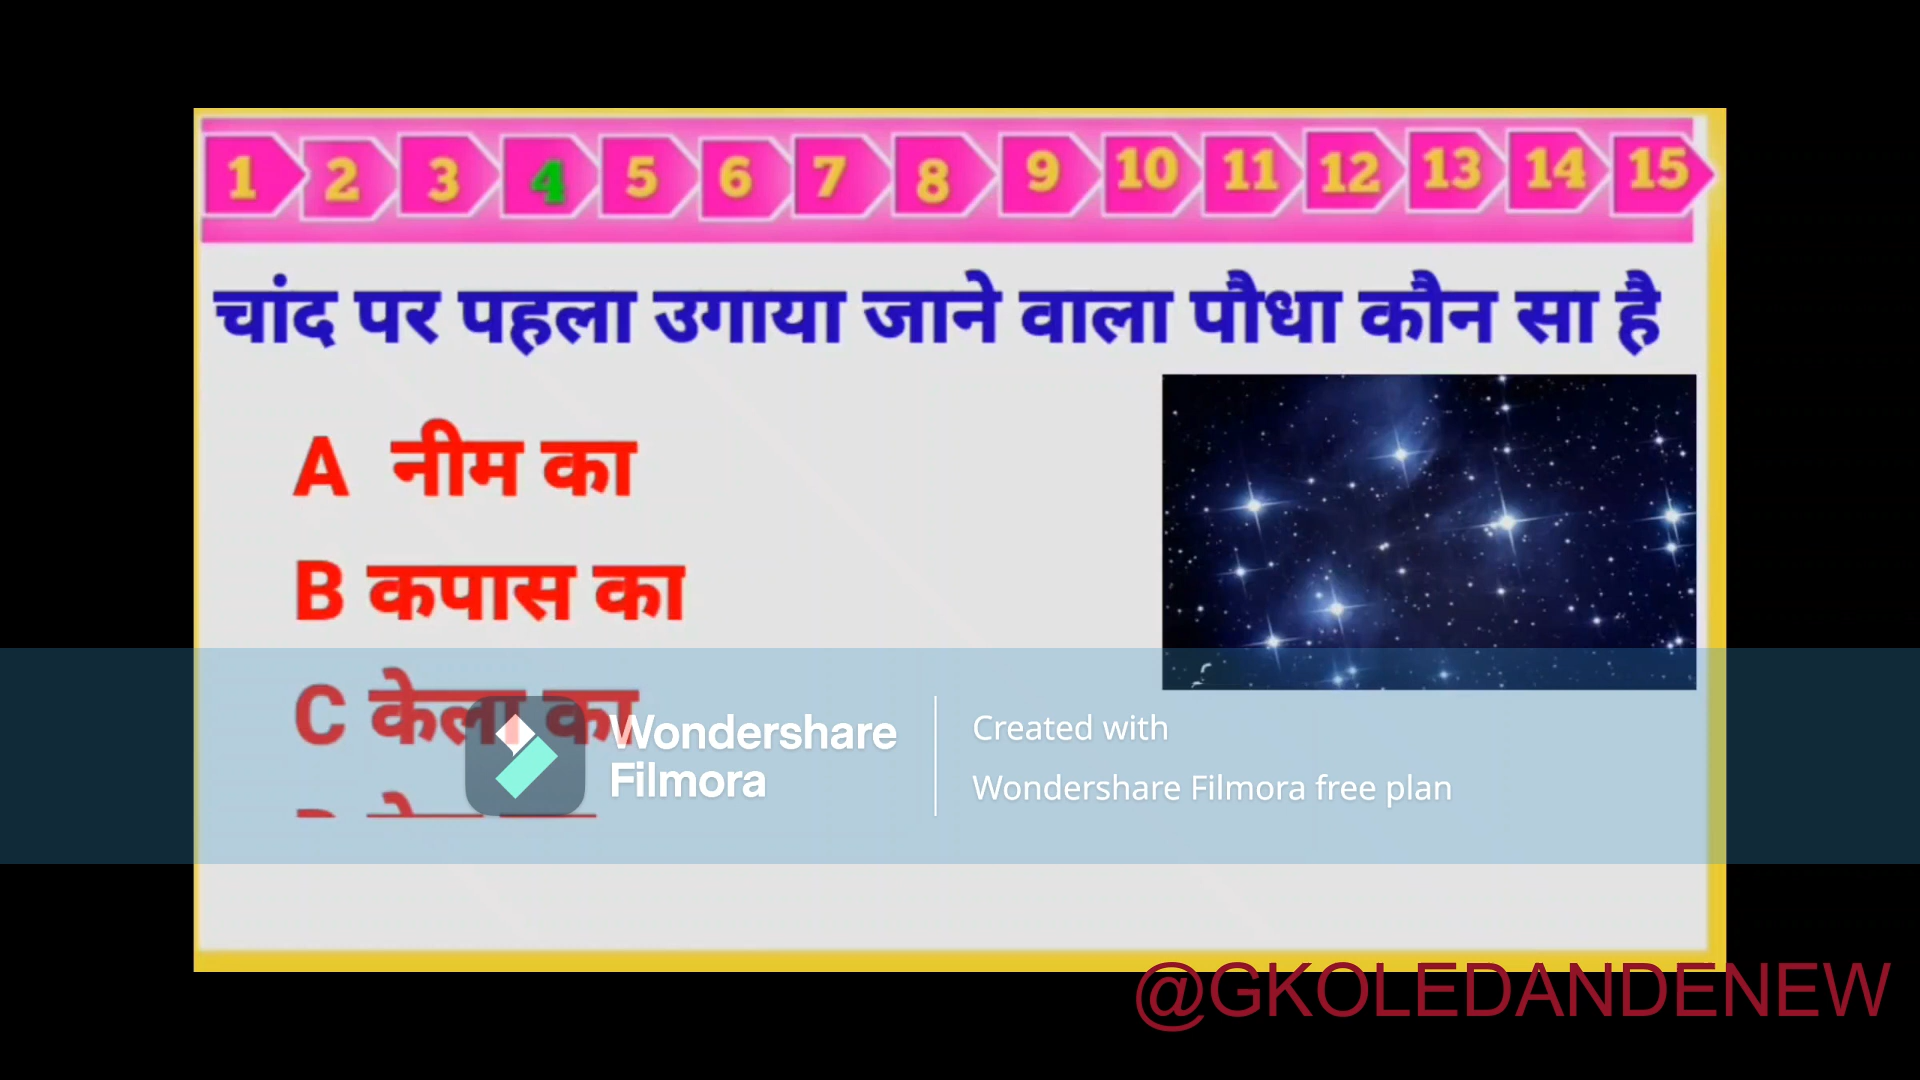 1 2 3 4 5 6 7 8 9 10 11 12 13 14 15
चांद पर पहला उगाया जाने वाला पौधा कौन सा है
A नीम का
B कपास का
C केला का
Wondershare
Filmora
Created with
Wondershare Filmora free plan
@GKOLEDANDENEW